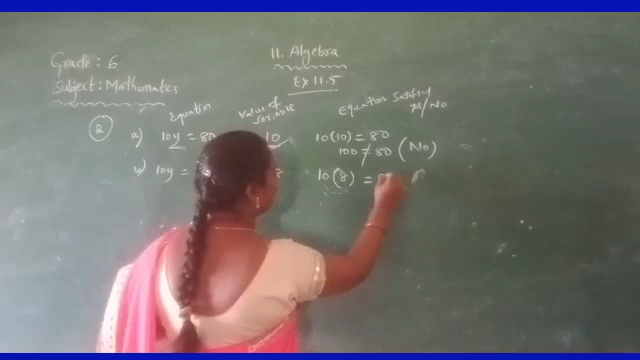 11. Algebra
Grade : 6
Ex 11.5
Subject: Mathematics
Equation Value of variable Equation Satisfied Yes/No
② a) 10y = 80 10 10(10) = 80
100 ≠ 80 (No)
b) 10y = 8 10(8) =